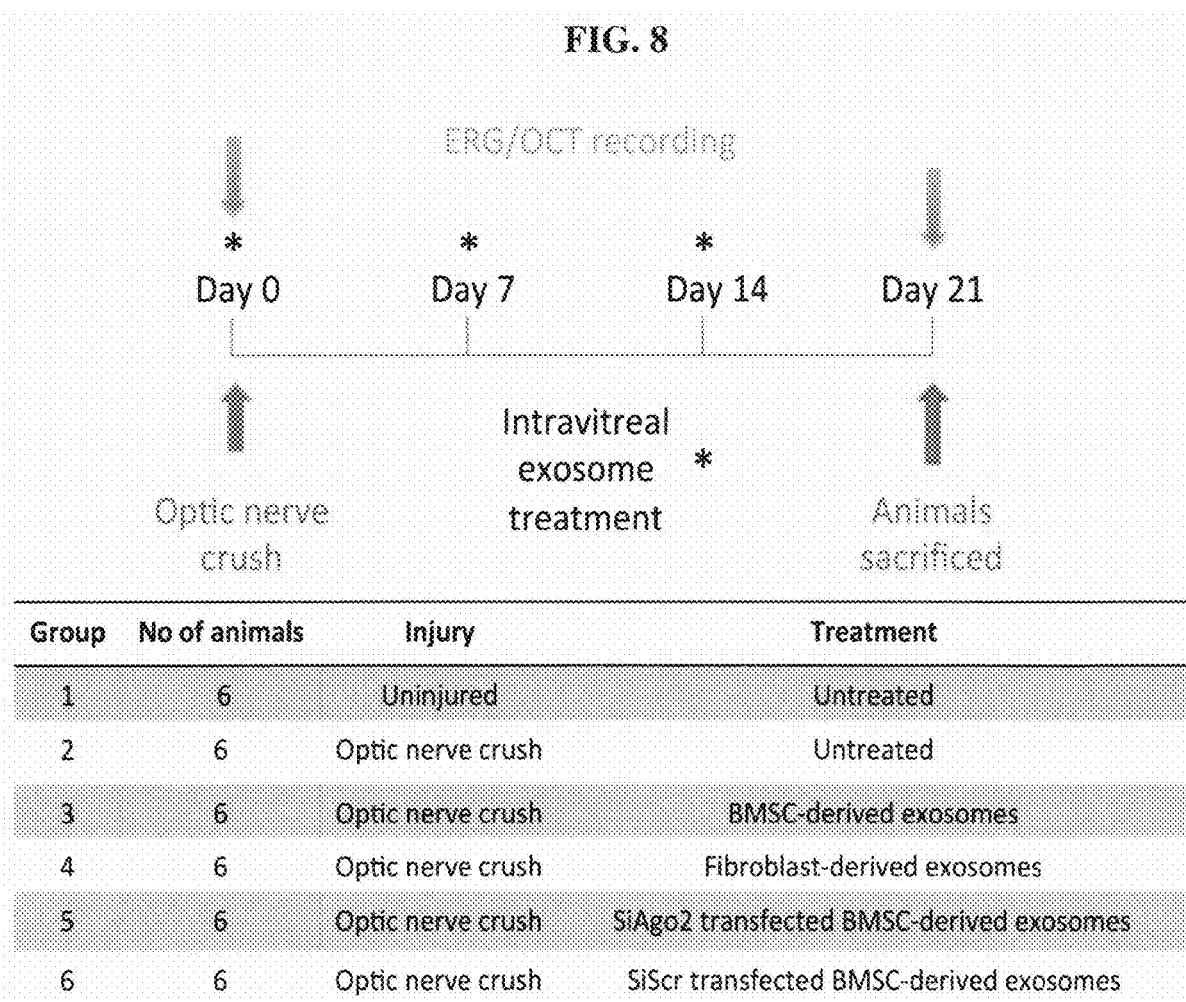 FIG. 8
ERG/OCT recording
* * *
Day 0 Day 7 Day 14 Day 21
Intravitreal
exosome *
treatment
Optic nerve
crush
Animals
sacrificed
Group No of animals Injury Treatment
1 6 Uninjured Untreated
2 6 Optic nerve crush Untreated
3 6 Optic nerve crush BMSC-derived exosomes
4 6 Optic nerve crush Fibroblast-derived exosomes
5 6 Optic nerve crush SiAgo2 transfected BMSC-derived exosomes
6 6 Optic nerve crush SiScr transfected BMSC-derived exosomes